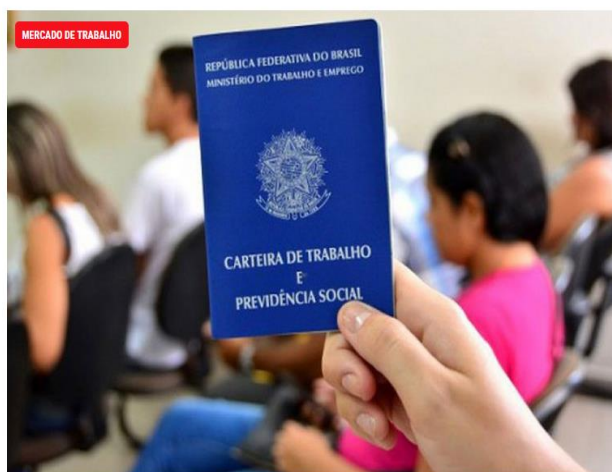 MERCADO DE TRABALHO
REPÚBLICA FEDERATIVA DO BRASIL
MINISTÉRIO DO TRABALHO E EMPREGO
CARTEIRA DE TRABALHO
E
PREVIDÊNCIA SOCIAL